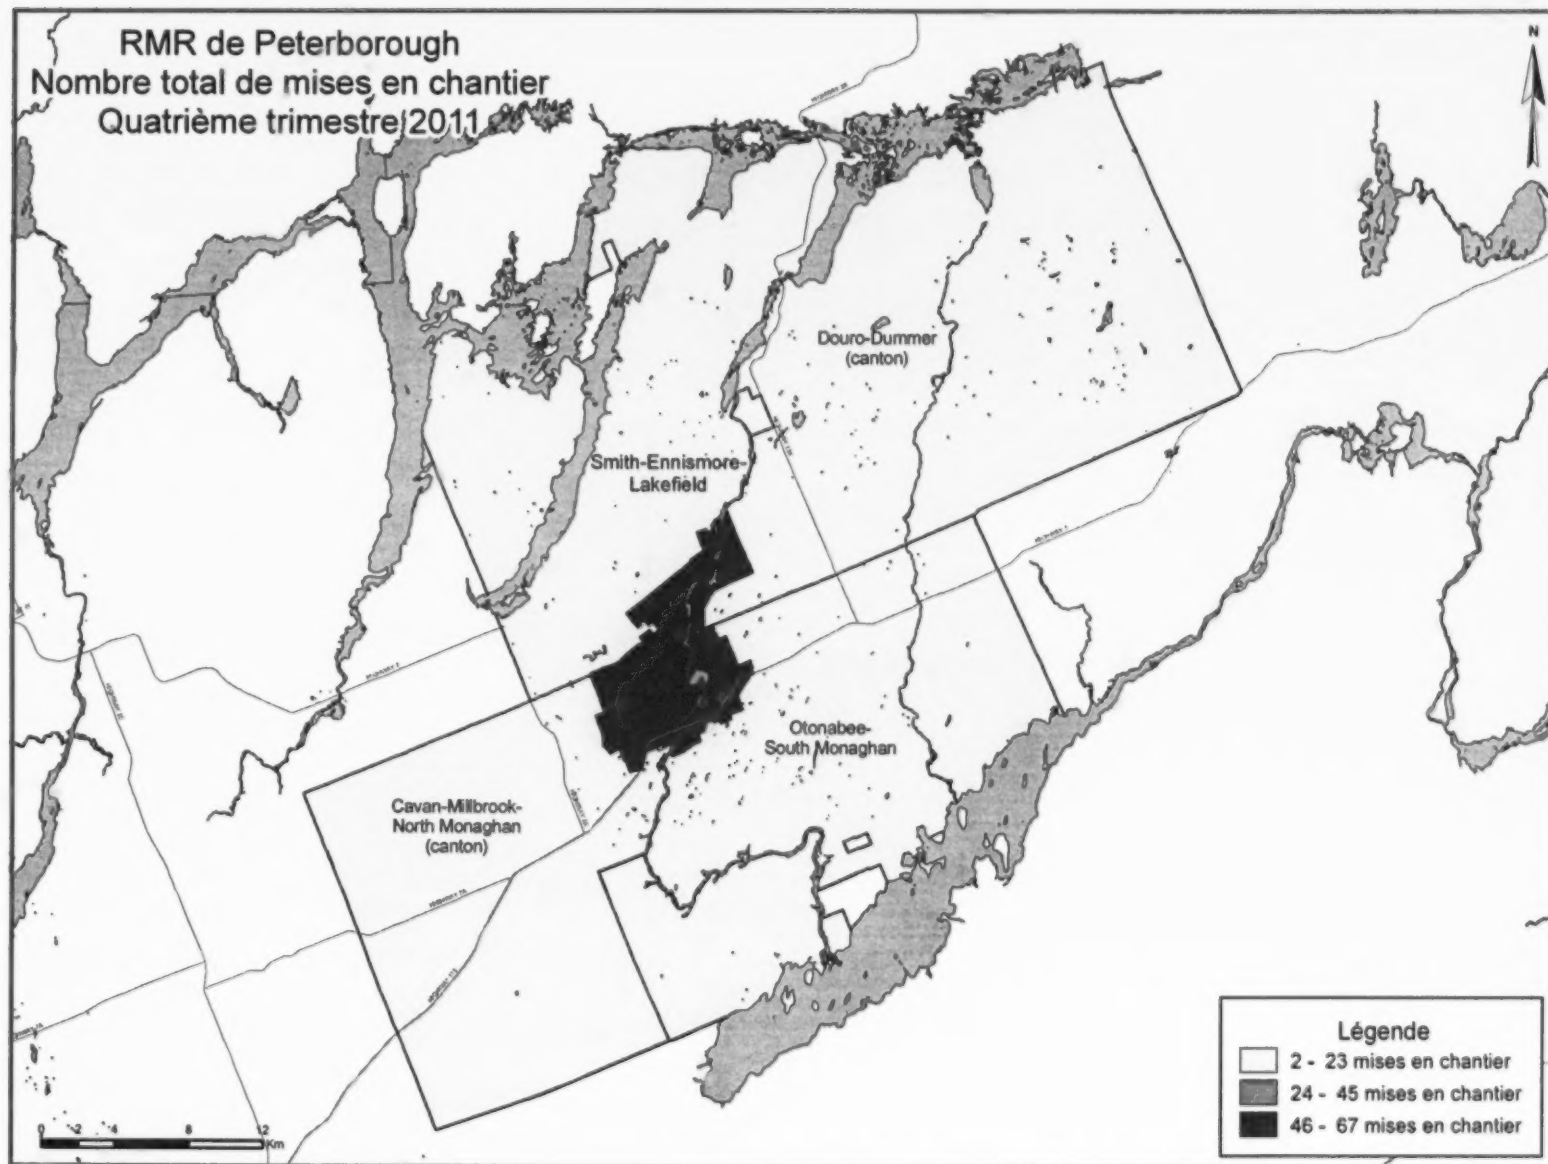 RMR de Peterborough
Nombre total de mises en chantier
Quatrième trimestre 2011
N
Douro-Dummer
(canton)
Smith-Ennismore-
Lakefield
Otonabee-
South Monaghan
Cavan-Millbrook-
North Monaghan
(canton)
Légende
2 - 23 mises en chantier
24 - 45 mises en chantier
46 - 67 mises en chantier
0 2 4 8 12
Km